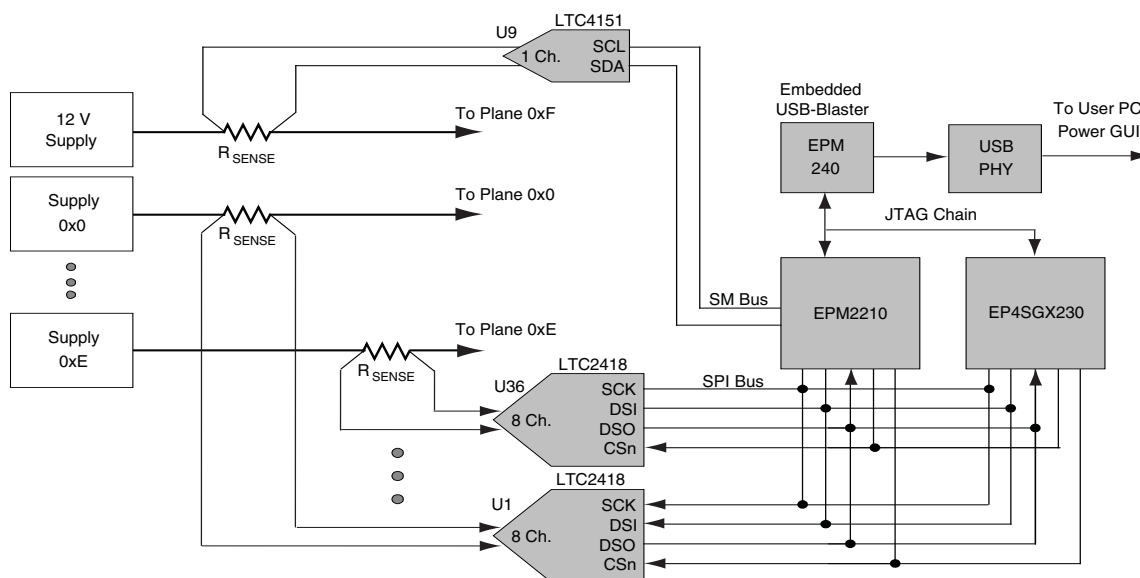 LTC4151
U9
1 Ch.
SCL
SDA
12 V
Supply
R SENSE
To Plane 0xF
Embedded
USB-Blaster
EPM
240
USB
PHY
To User PC
Power GUI
Supply
0x0
R SENSE
To Plane 0x0
JTAG Chain
SM Bus
EPM2210
EP4SGX230
Supply
0xE
R SENSE
To Plane 0xE
LTC2418
U36
8 Ch.
SCK
DSI
DSO
CSn
SPI Bus
LTC2418
U1
8 Ch.
SCK
DSI
DSO
CSn